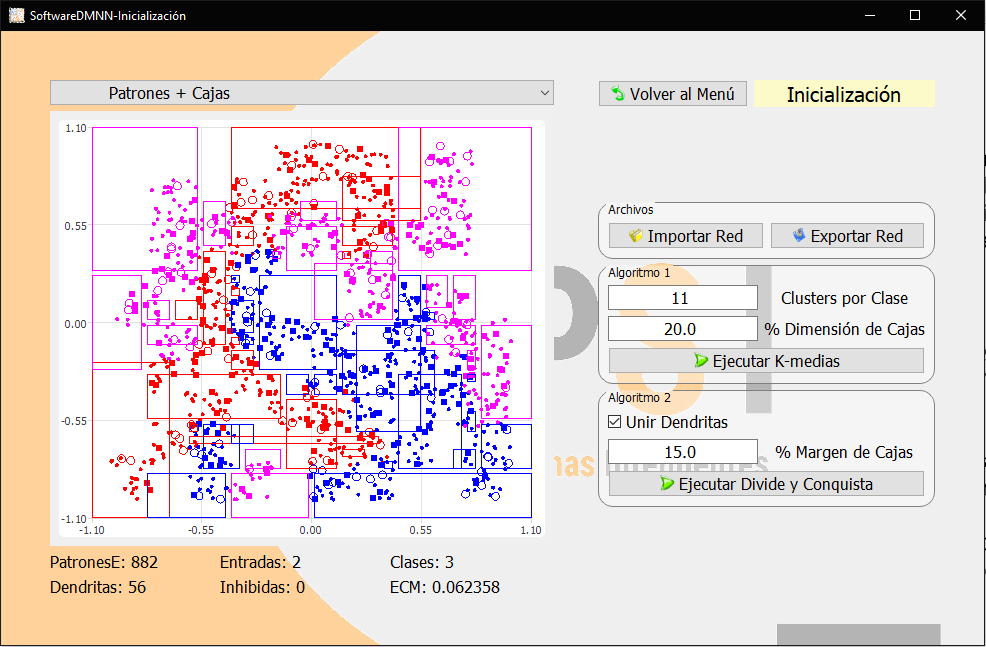 SoftwareDMNN-Inicialización
Patrones + Cajas
Volver al Menú
Inicialización
1.10
0.55
0.00
-0.55
-1.10
-1.10 -0.55 0.00 0.55 1.10
Archivos
Importar Red
Exportar Red
Algoritmo 1
11 Clusters por Clase
20.0 % Dimensión de Cajas
Ejecutar K-medias
Algoritmo 2
Unir Dendritas
15.0 % Margen de Cajas
Ejecutar Divide y Conquista
PatronesE: 882 Entradas: 2 Clases: 3
Dendritas: 56 Inhibidas: 0 ECM: 0.062358